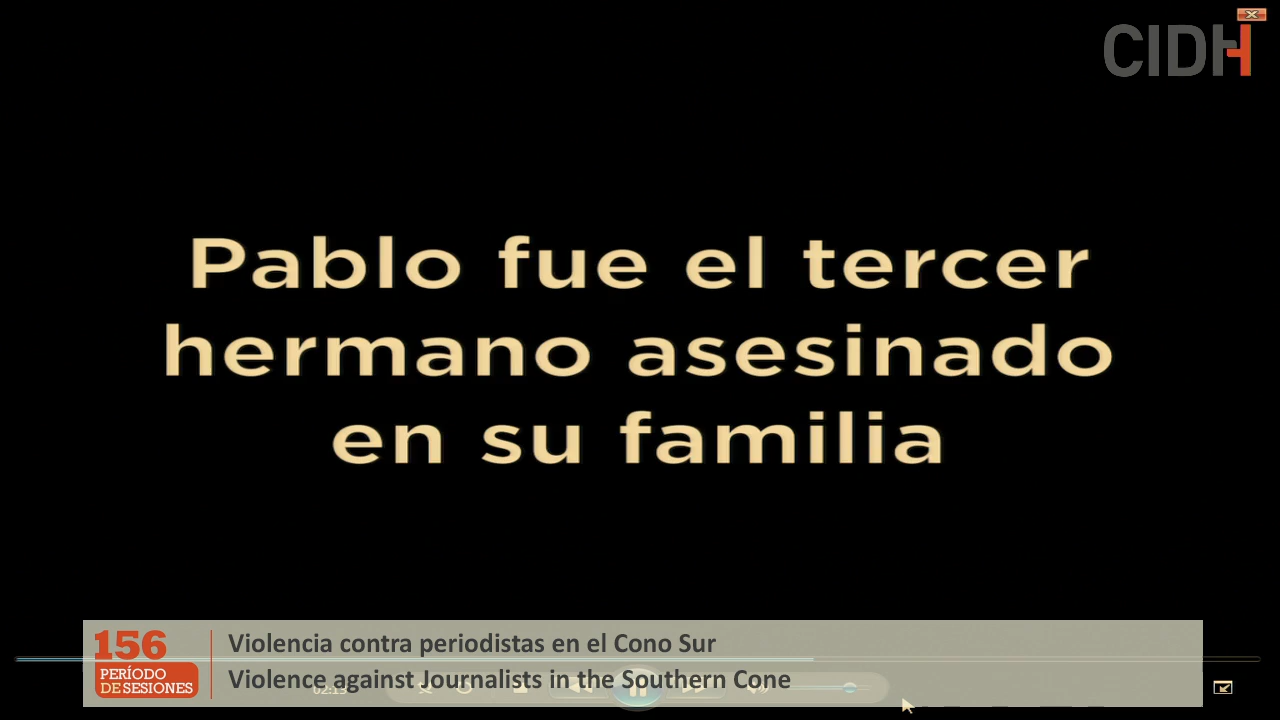 CIDH
Pablo fue el tercer
hermano asesinado
en su familia
156
PERÍODO
DE SESIONES
Violencia contra periodistas en el Cono Sur
Violence against Journalists in the Southern Cone